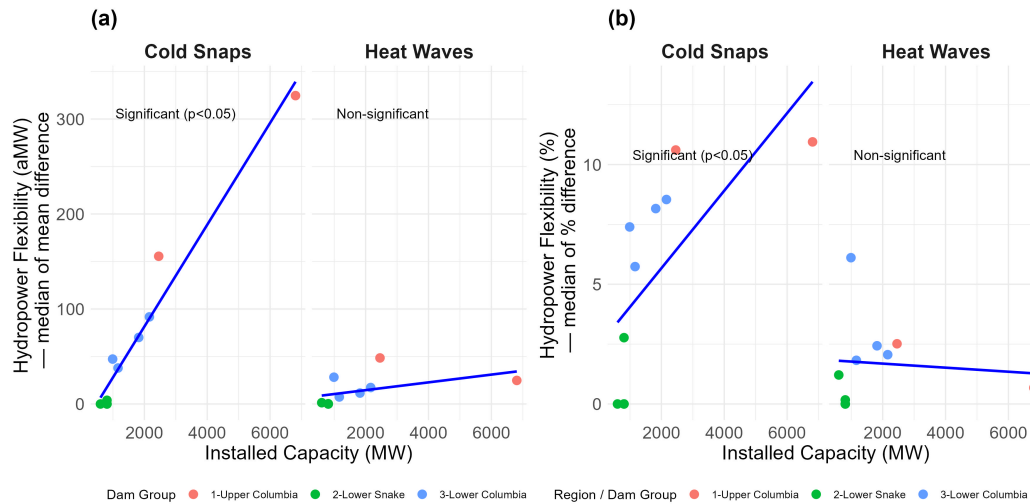 (a)
Cold Snaps
Heat Waves
Hydropower Flexibility (aMW)
— median of mean difference
300
200
100
0
Significant (p<0.05)
Non-significant
2000
4000
6000
2000
4000
6000
Installed Capacity (MW)
Dam Group
1-Upper Columbia
2-Lower Snake
3-Lower Columbia
(b)
Cold Snaps
Heat Waves
Hydropower Flexibility (%)
— median of % difference
10
5
0
Significant (p<0.05)
Non-significant
2000
4000
6000
2000
4000
6000
Installed Capacity (MW)
Region / Dam Group
1-Upper Columbia
2-Lower Snake
3-Lower Columbia